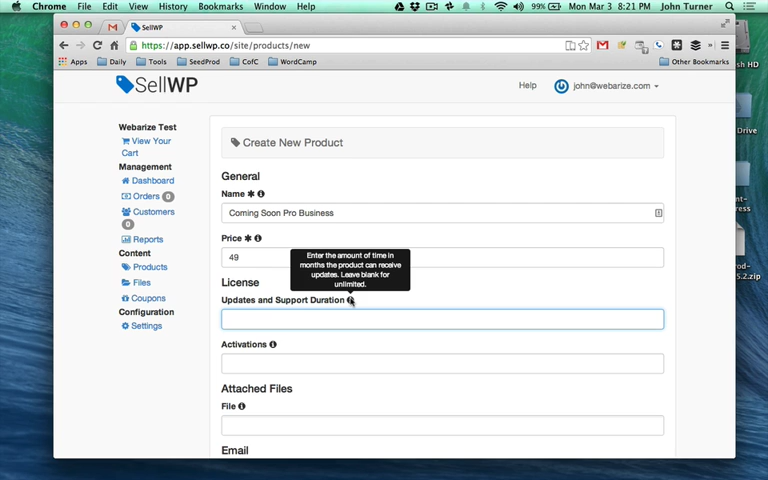 Chrome File Edit View History Bookmarks Window Help 99% Mon Mar 3 8:21 PM John Turner
SellWP
https://app.sellwp.co/site/products/new
Apps Daily Tools SeedProd CofC WordCamp Other Bookmarks
SellWP Help john@webarize.com
Webarize Test
View Your
Cart
Management
Dashboard
Orders 0
Customers
0
Reports
Content
Products
Files
Coupons
Configuration
Settings
Create New Product
General
Name
Coming Soon Pro Business
Price
49
Enter the amount of time in
months the product can receive
updates. Leave blank for
unlimited.
License
Updates and Support Duration
Activations
Attached Files
File
Email
sh HD
Drive
nt-
ress
rod-
5.2.zip